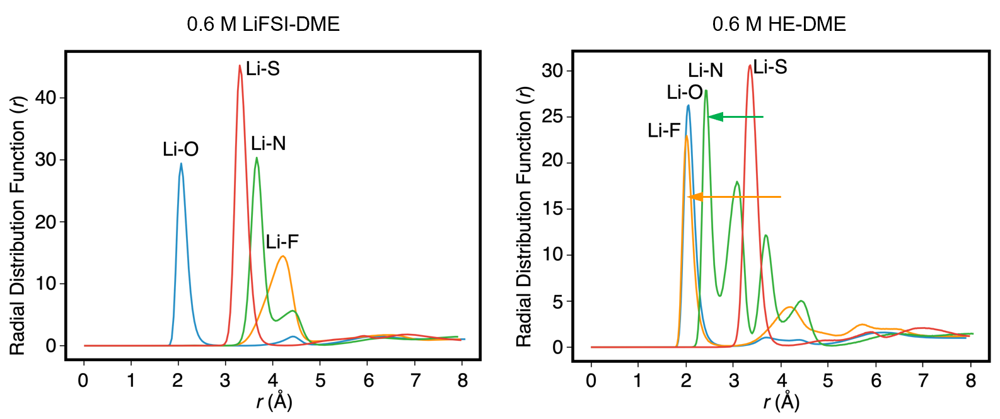 0.6 M LiFSI-DME
Radial Distribution Function (r)
40
30
20
10
0
Li-O
Li-S
Li-N
Li-F
0 1 2 3 4 5 6 7 8
r (Å)
0.6 M HE-DME
Radial Distribution Function (r)
30
25
20
15
10
5
0
Li-N
Li-S
Li-O
Li-F
0 1 2 3 4 5 6 7 8
r (Å)